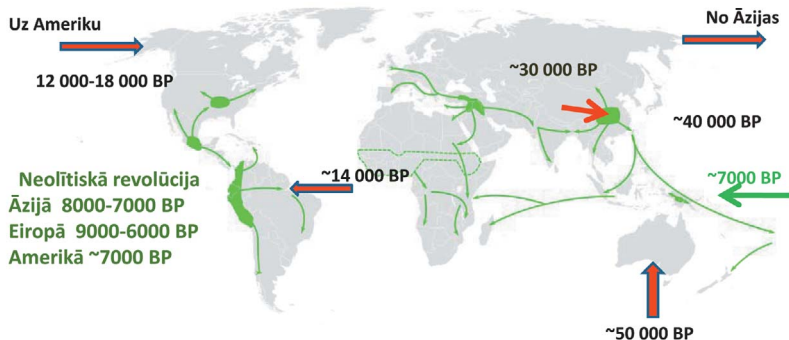 Uz Ameriku
No Āzijas
12 000-18 000 BP
~30 000 BP
~40 000 BP
~14 000 BP
~7000 BP
Neolītiskā revolūcija
Āzijā 8000-7000 BP
Eiropā 9000-6000 BP
Amerikā ~7000 BP
~50 000 BP